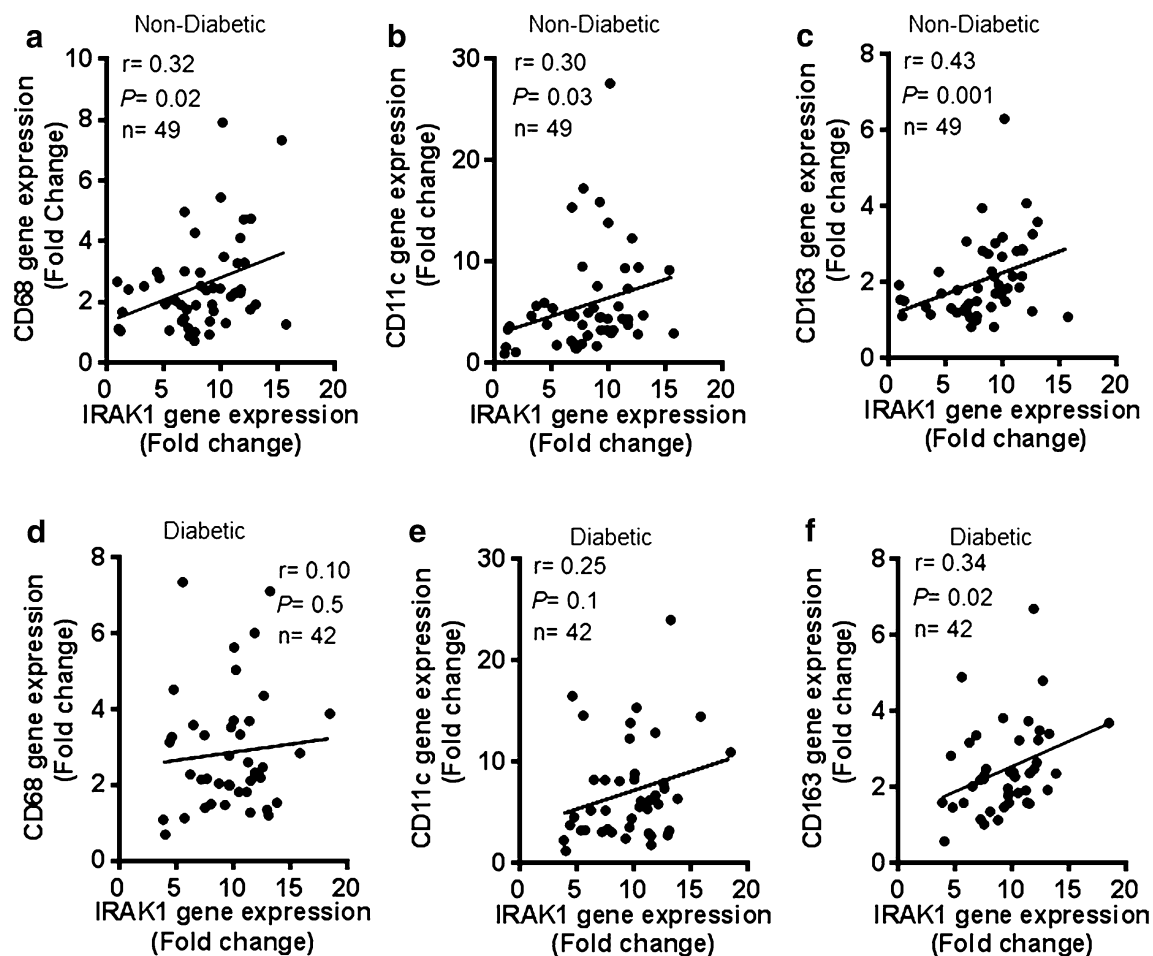 a
Non-Diabetic
r= 0.32
P= 0.02
n= 49
CD68 gene expression
(Fold Change)
10
8
6
4
2
0
0 5 10 15 20
IRAK1 gene expression
(Fold change)
b
Non-Diabetic
r= 0.30
P= 0.03
n= 49
CD11c gene expression
(Fold change)
30
20
10
0
0 5 10 15 20
IRAK1 gene expression
(Fold change)
c
Non-Diabetic
r= 0.43
P= 0.001
n= 49
CD163 gene expression
(Fold change)
8
6
4
2
0
0 5 10 15 20
IRAK1 gene expression
(Fold change)
d
Diabetic
r= 0.10
P= 0.5
n= 42
CD68 gene expression
(Fold change)
8
6
4
2
0
0 5 10 15 20
IRAK1 gene expression
(Fold change)
e
Diabetic
r= 0.25
P= 0.1
n= 42
CD11c gene expression
(Fold change)
30
20
10
0
0 5 10 15 20
IRAK1 gene expression
(Fold change)
f
Diabetic
r= 0.34
P= 0.02
n= 42
CD163 gene expression
(Fold change)
8
6
4
2
0
0 5 10 15 20
IRAK1 gene expression
(Fold change)